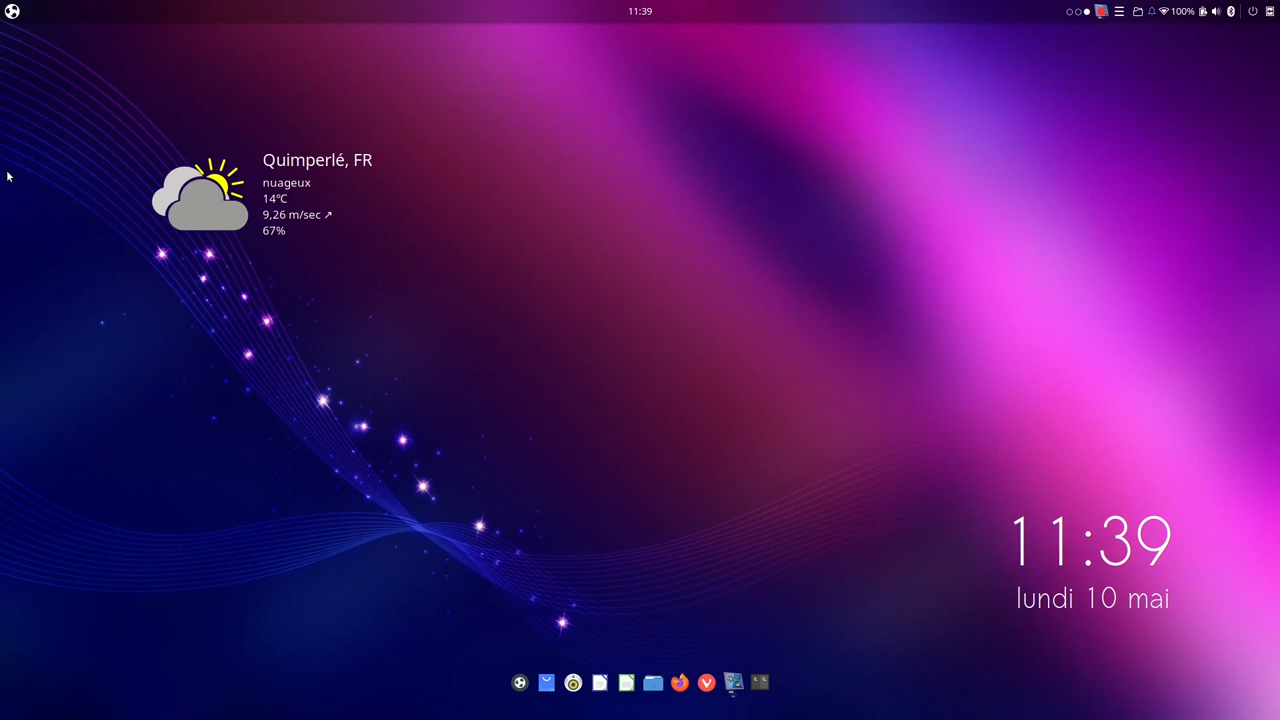 11:39
100%
Quimperlé, FR
nuageux
14℃
9,26 m/sec ↗
67%
11:39
lundi 10 mai